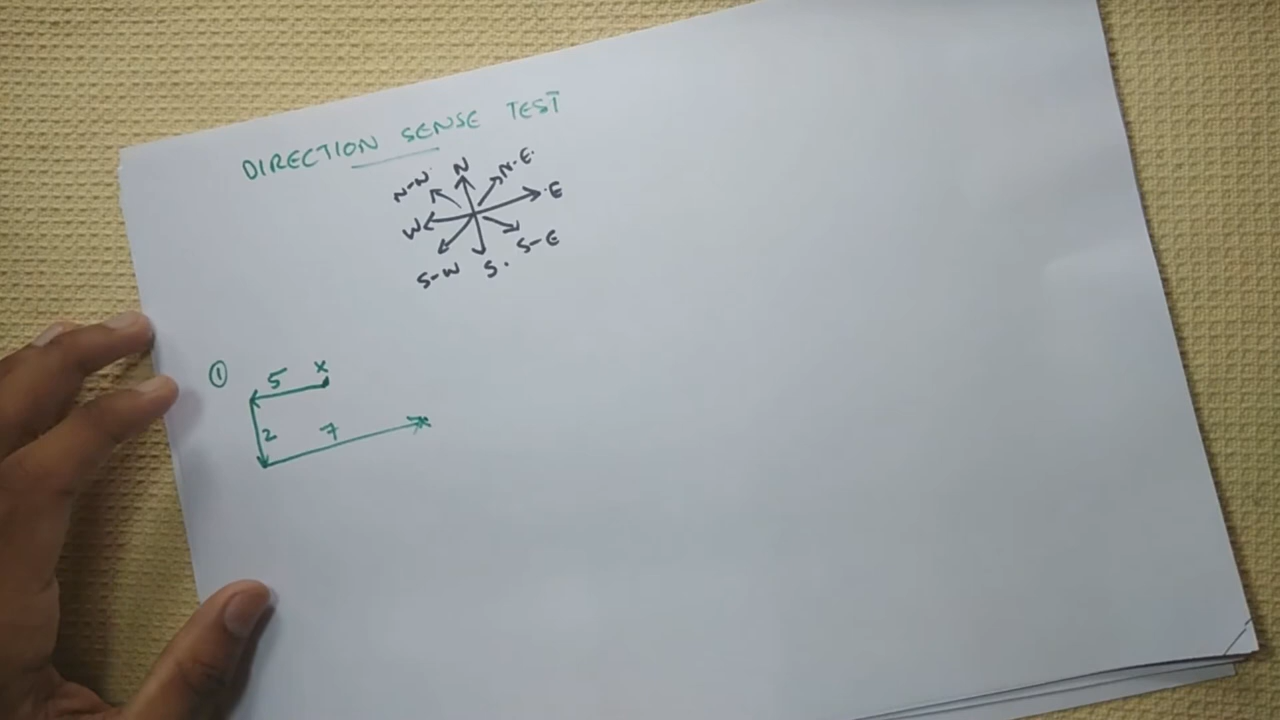 DIRECTION SENSE TEST
N-W N N.E.
W E
S-W S. S-E
① 5 x
2 7 x